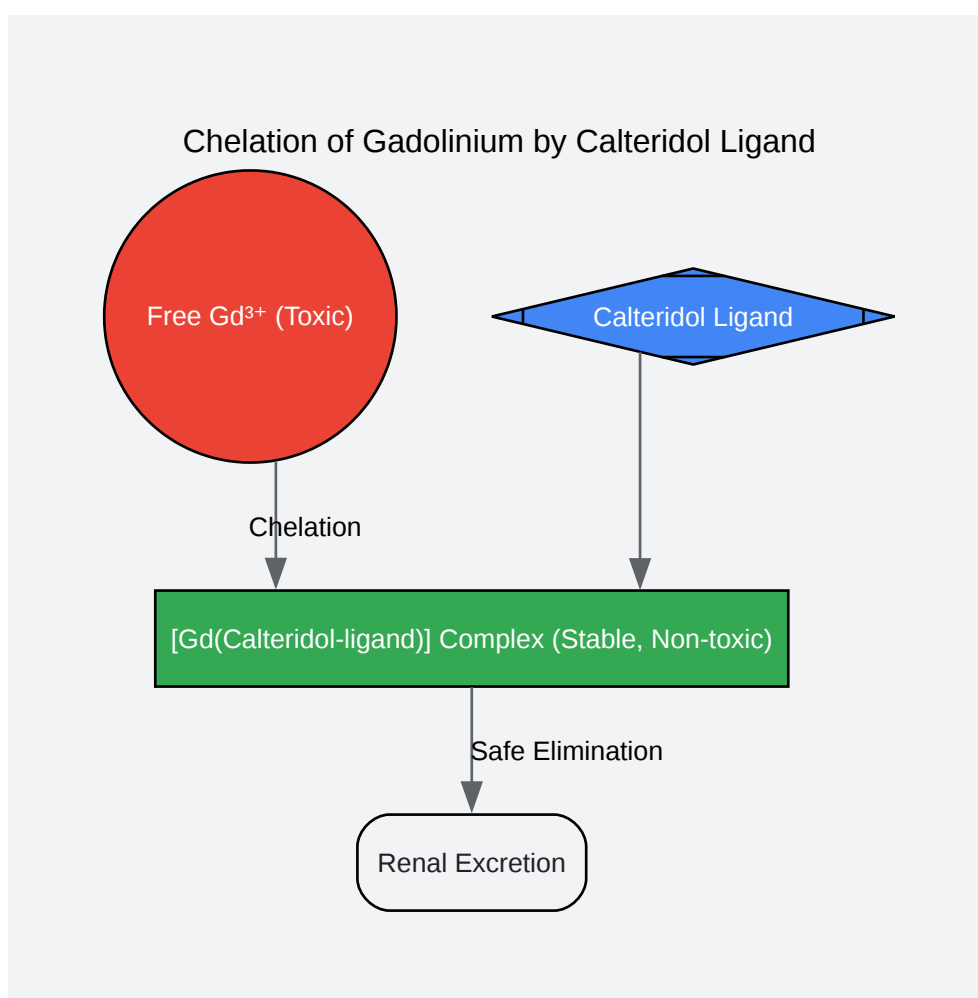 Chelation of Gadolinium by Calteridol Ligand
Free Gd³⁺ (Toxic)
Calteridol Ligand
Chelation
[Gd(Calteridol-ligand)] Complex (Stable, Non-toxic)
Safe Elimination
Renal Excretion